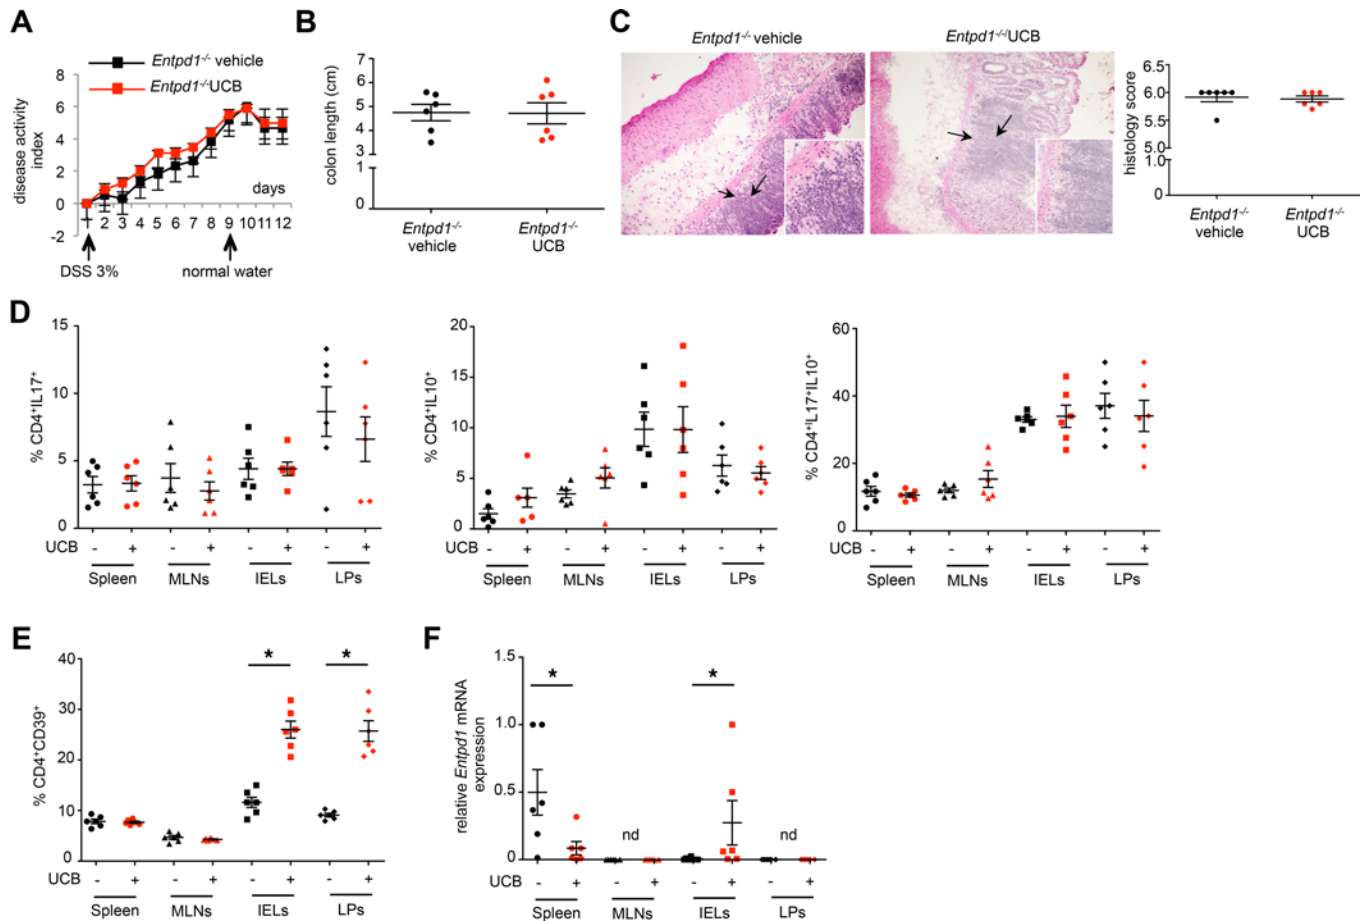 A
Entpd1-/- vehicle
Entpd1-/-UCB
disease activity
index
8
6
4
2
0
-2
1 2 3 4 5 6 7 8 9 10 11 12
days
DSS 3%
normal water
B
colon length (cm)
7
6
5
4
3
1
0
Entpd1-/-
vehicle
Entpd1-/-
UCB
C
Entpd1-/- vehicle
Entpd1-/-/UCB
histology score
6.5
6.0
5.5
1.0
0
Entpd1-/-
vehicle
Entpd1-/-
UCB
D
% CD4+IL17+
15
10
5
0
UCB - + - + - + - +
Spleen MLNs IELs LPs
% CD4+IL10+
20
15
10
5
0
UCB - + - + - + - +
Spleen MLNs IELs LPs
% CD4+IL17+IL10+
60
40
20
0
UCB - + - + - + - +
Spleen MLNs IELs LPs
E
% CD4+CD39+
40
30
20
10
0
* *
UCB - + - + - + - +
Spleen MLNs IELs LPs
F
relative Entpd1 mRNA
expression
1.5
1.0
0.5
0
* *
nd nd
UCB - + - + - + - +
Spleen MLNs IELs LPs